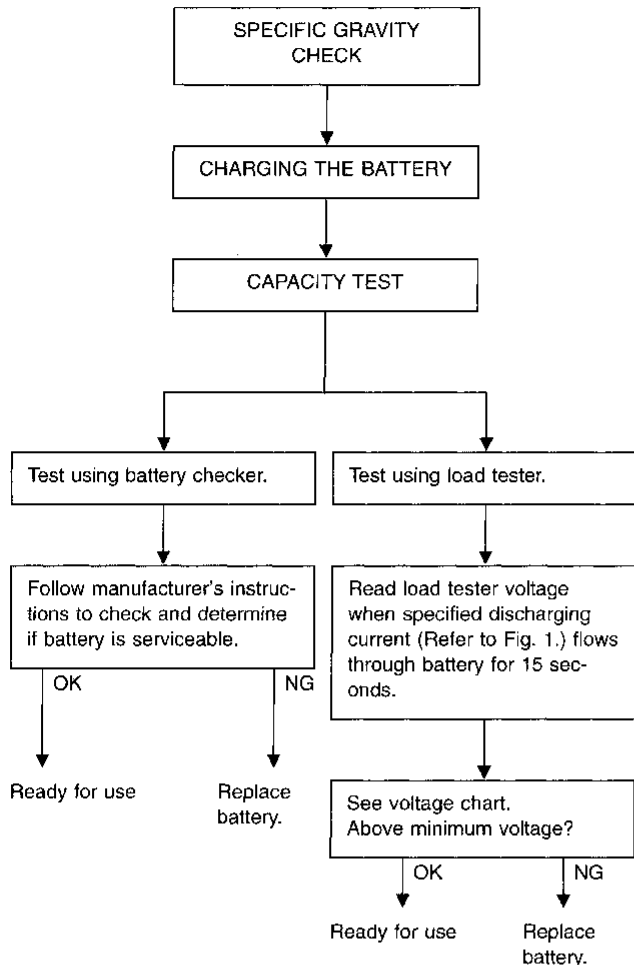 SPECIFIC GRAVITY
CHECK
CHARGING THE BATTERY
CAPACITY TEST
Test using battery checker.
Follow manufacturer's instruc-
tions to check and determine
if battery is serviceable.
OK
NG
Ready for use
Replace
battery.
Test using load tester.
Read load tester voltage
when specified discharging
current (Refer to Fig. 1.) flows
through battery for 15 sec-
onds.
See voltage chart.
Above minimum voltage?
OK
NG
Ready for use
Replace
battery.